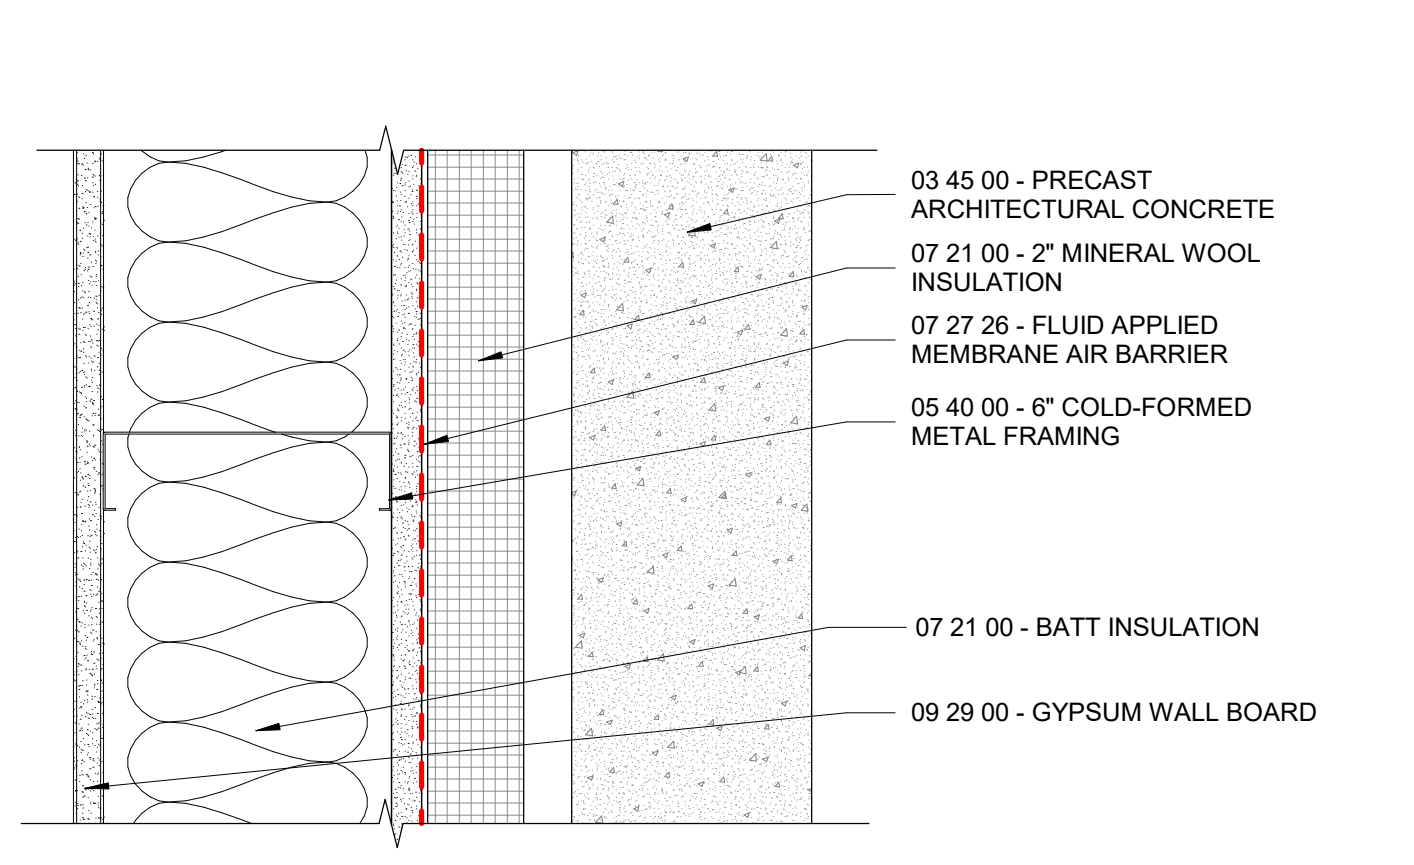 03 45 00 - PRECAST
ARCHITECTURAL CONCRETE
07 21 00 - 2" MINERAL WOOL
INSULATION
07 27 26 - FLUID APPLIED
MEMBRANE AIR BARRIER
05 40 00 - 6" COLD-FORMED
METAL FRAMING
07 21 00 - BATT INSULATION
09 29 00 - GYPSUM WALL BOARD